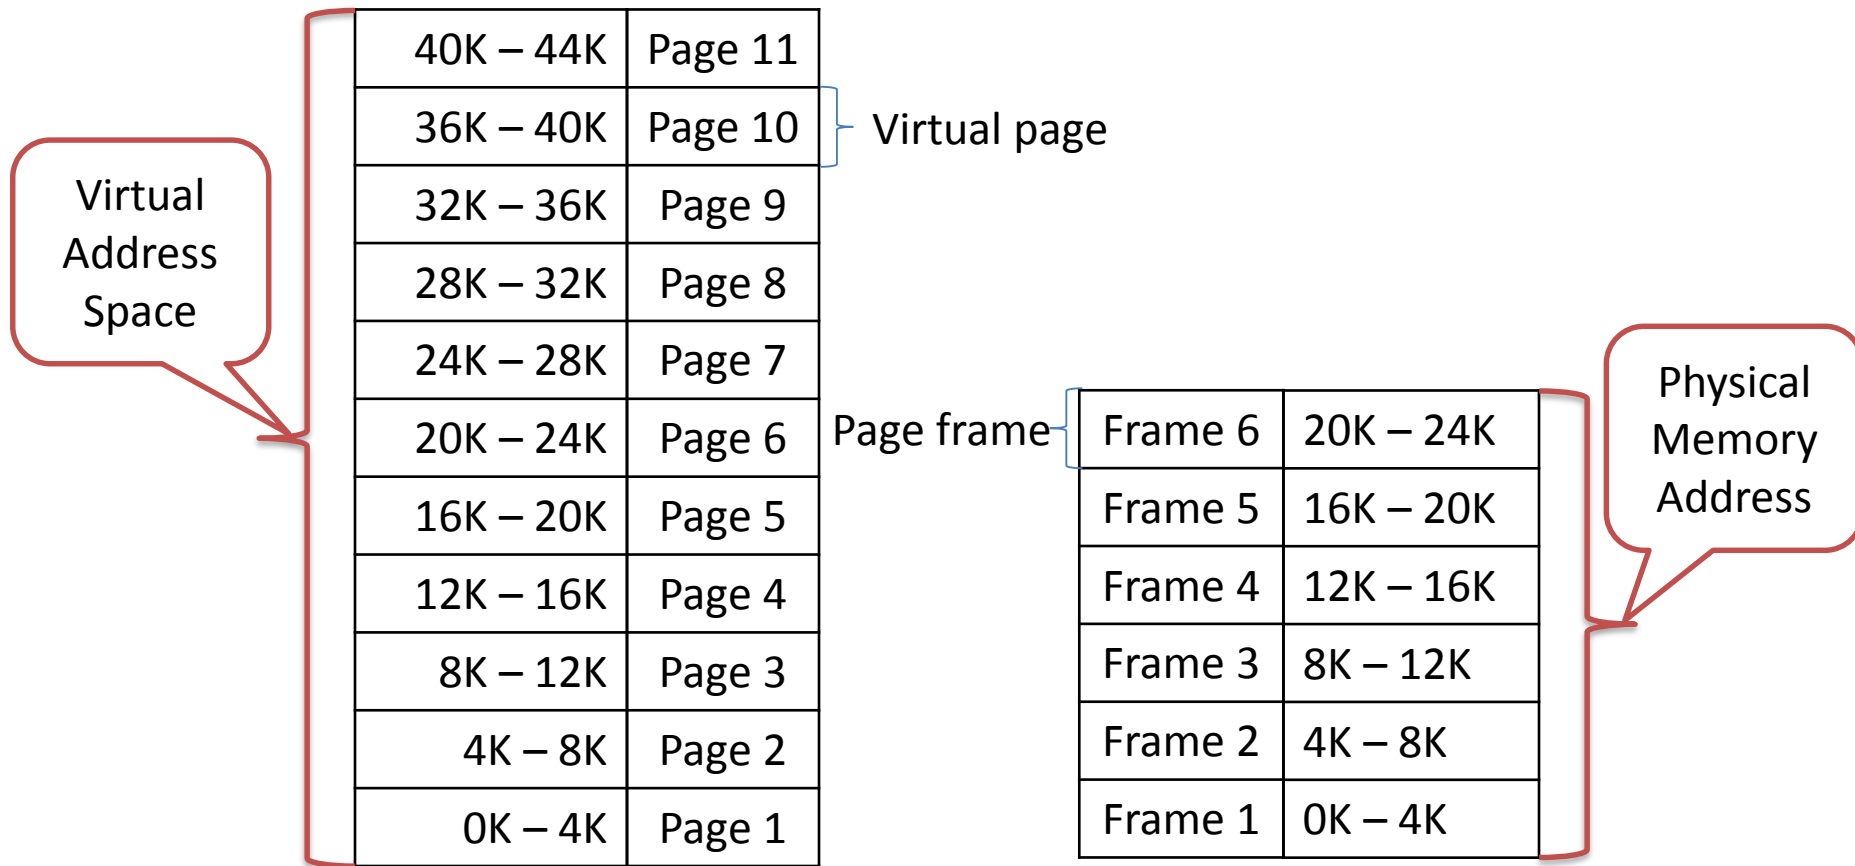 Virtual
Address
Space
40K – 44K Page 11
36K – 40K Page 10
32K – 36K Page 9
28K – 32K Page 8
24K – 28K Page 7
20K – 24K Page 6
16K – 20K Page 5
12K – 16K Page 4
8K – 12K Page 3
4K – 8K Page 2
0K – 4K Page 1
Virtual page
Page frame
Frame 6 20K – 24K
Frame 5 16K – 20K
Frame 4 12K – 16K
Frame 3 8K – 12K
Frame 2 4K – 8K
Frame 1 0K – 4K
Physical
Memory
Address